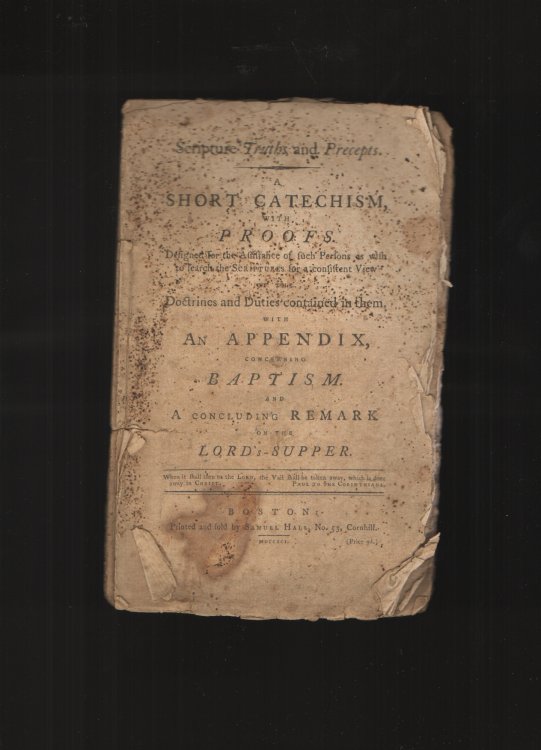 Scripture Truths and Precepts.
A
SHORT CATECHISM,
WITH
PROOFS.
Designed for the Assistance of such Persons as wish
to search the SCRIPTURES for a consistent View
OF THE
Doctrines and Duties contained in them,
WITH
AN APPENDIX,
CONCERNING
BAPTISM.
AND
A CONCLUDING REMARK
ON THE
LORD's-SUPPER.
When it shall turn to the LORD, the Vail shall be taken away, which is done
away in CHRIST. PAUL TO THE CORINTHIANS.
BOSTON:
Printed and sold by SAMUEL HALL, No. 53, Cornhill.
MDCCXCI.
(Price 9d.)